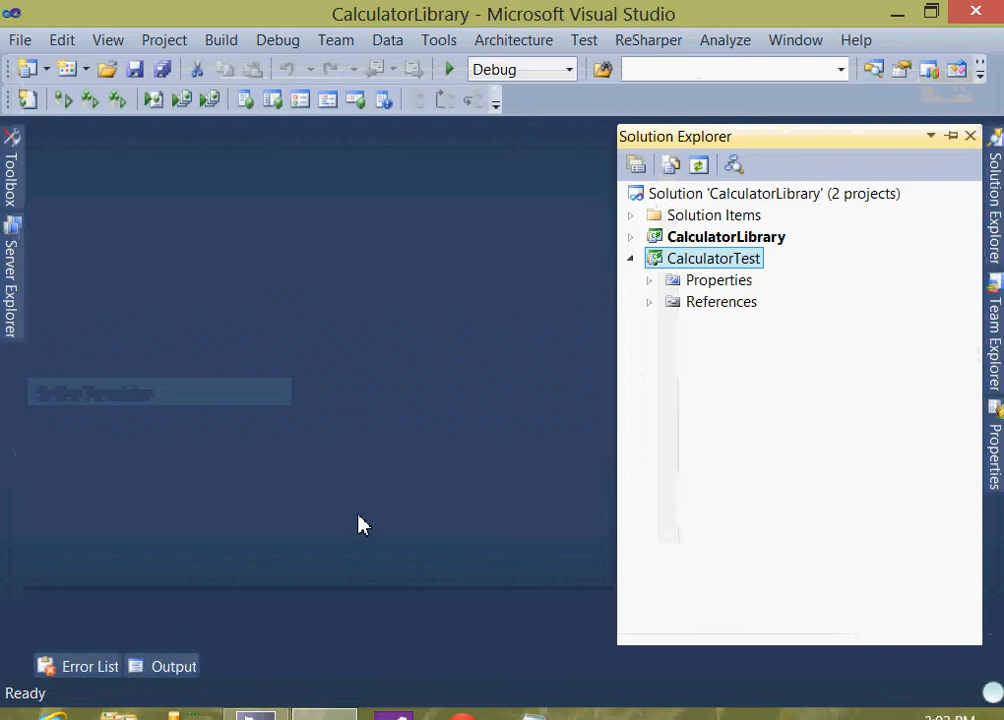 CalculatorLibrary - Microsoft Visual Studio
File Edit View Project Build Debug Team Data Tools Architecture Test ReSharper Analyze Window Help
Debug
Toolbox
Server Explorer
Solution Explorer
Solution 'CalculatorLibrary' (2 projects)
Solution Items
CalculatorLibrary
CalculatorTest
Properties
References
Solution Explorer
Team Explorer
Properties
Error List Output
Ready